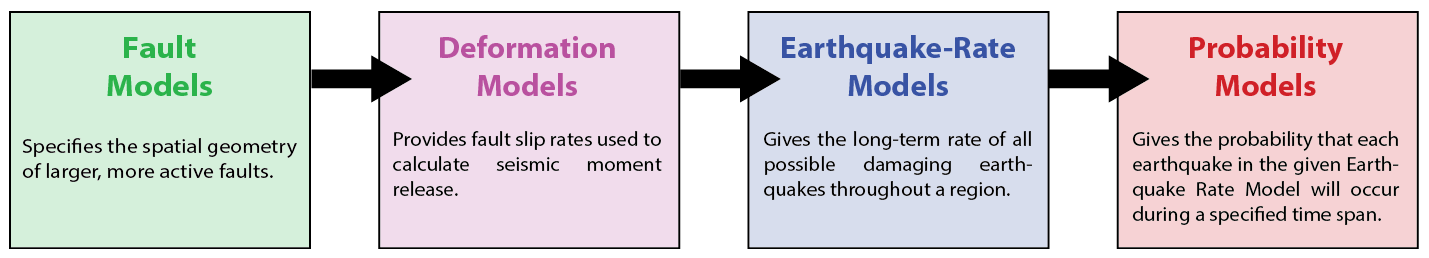 Fault
Models
Specifies the spatial geometry
of larger, more active faults.
Deformation
Models
Provides fault slip rates used to
calculate seismic moment
release.
Earthquake-Rate
Models
Gives the long-term rate of all
possible damaging earth-
quakes throughout a region.
Probability
Models
Gives the probability that each
earthquake in the given Earth-
quake Rate Model will occur
during a specified time span.